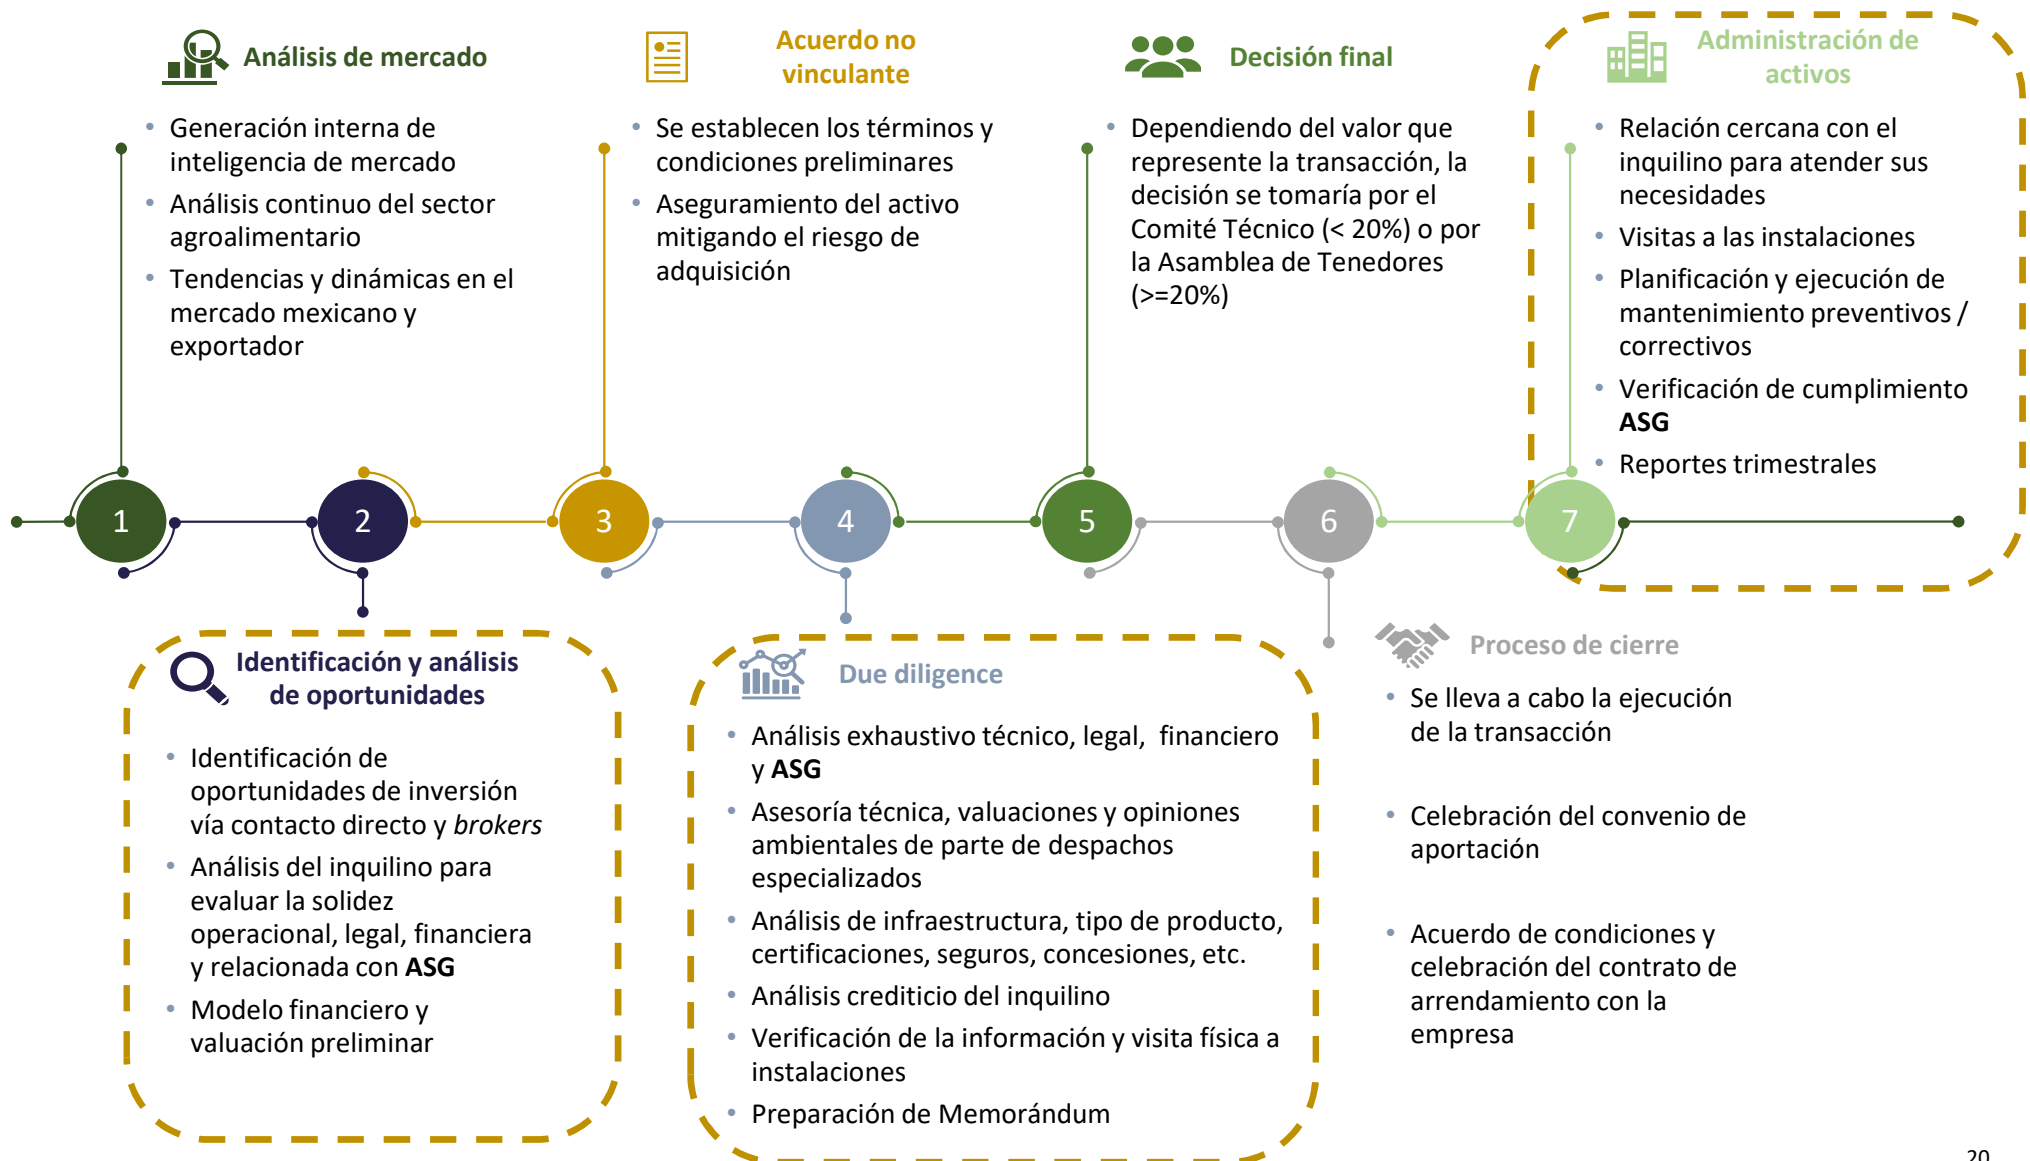 Análisis de mercado
• Generación interna de
inteligencia de mercado
• Análisis continuo del sector
agroalimentario
• Tendencias y dinámicas en el
mercado mexicano y
exportador
Acuerdo no
vinculante
• Se establecen los términos y
condiciones preliminares
• Aseguramiento del activo
mitigando el riesgo de
adquisición
Decisión final
• Dependiendo del valor que
represente la transacción, la
decisión se tomaría por el
Comité Técnico (< 20%) o por
la Asamblea de Tenedores
(>=20%)
Administración de
activos
• Relación cercana con el
inquilino para atender sus
necesidades
• Visitas a las instalaciones
• Planificación y ejecución de
mantenimiento preventivos /
correctivos
• Verificación de cumplimiento
ASG
• Reportes trimestrales
1
2
3
4
5
6
7
Identificación y análisis
de oportunidades
• Identificación de
oportunidades de inversión
vía contacto directo y brokers
• Análisis del inquilino para
evaluar la solidez
operacional, legal, financiera
y relacionada con ASG
• Modelo financiero y
valuación preliminar
Due diligence
• Análisis exhaustivo técnico, legal, financiero
y ASG
• Asesoría técnica, valuaciones y opiniones
ambientales de parte de despachos
especializados
• Análisis de infraestructura, tipo de producto,
certificaciones, seguros, concesiones, etc.
• Análisis crediticio del inquilino
• Verificación de la información y visita física a
instalaciones
• Preparación de Memorándum
Proceso de cierre
• Se lleva a cabo la ejecución
de la transacción
• Celebración del convenio de
aportación
• Acuerdo de condiciones y
celebración del contrato de
arrendamiento con la
empresa
20